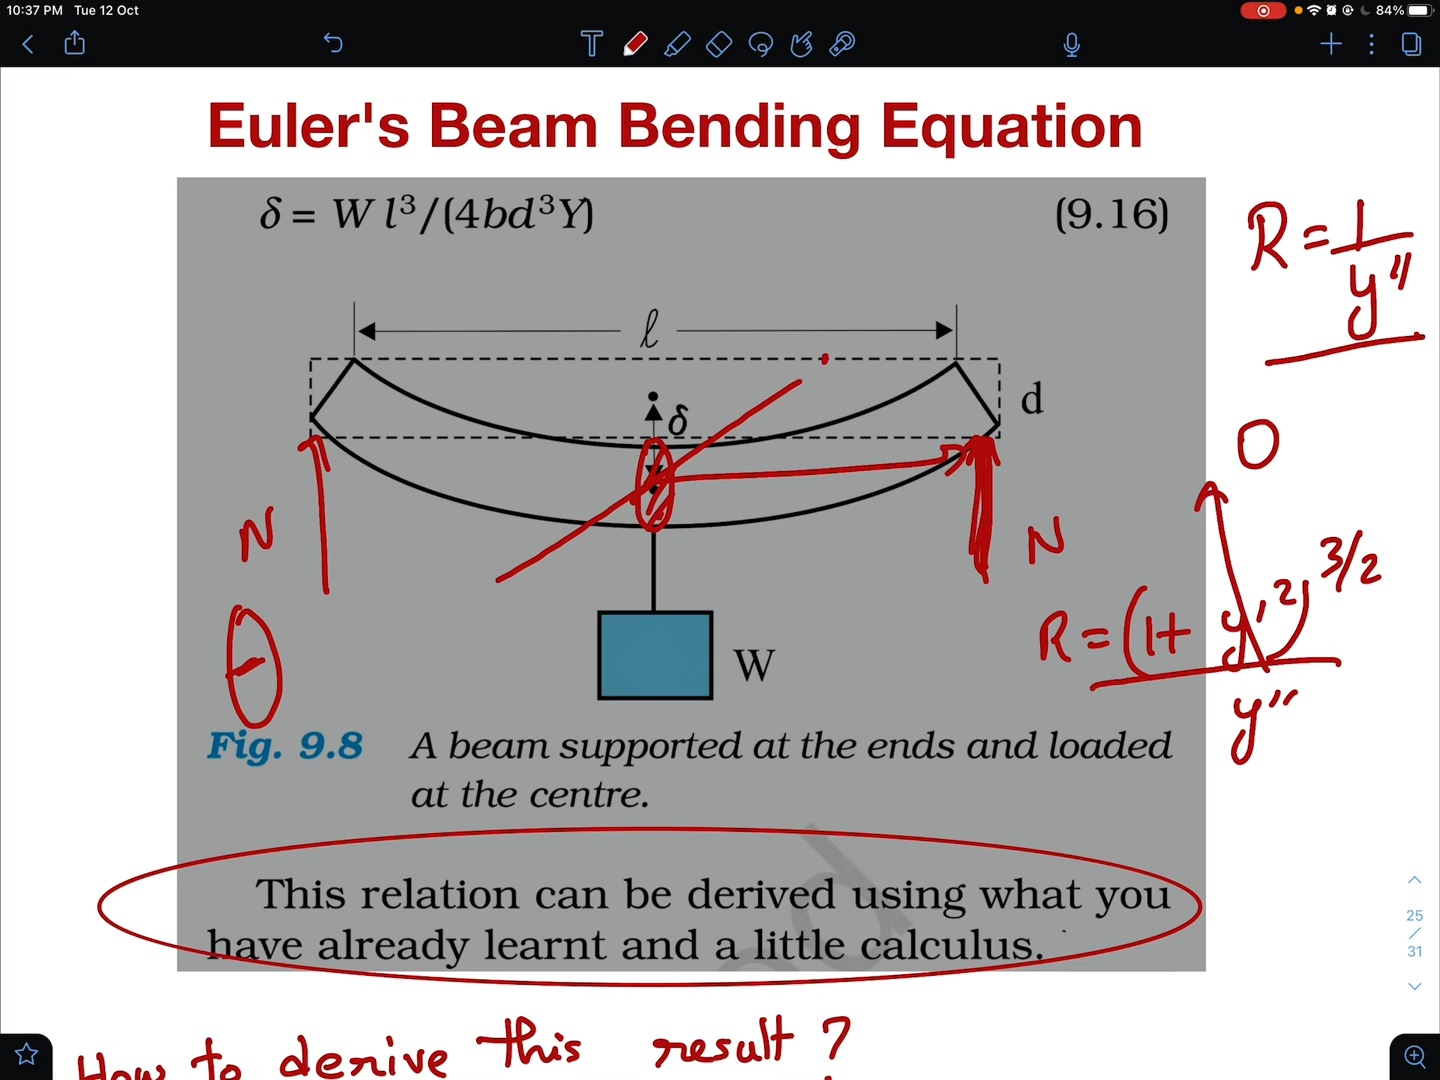 10:37 PM Tue 12 Oct
84%
Euler's Beam Bending Equation
δ = W l³/(4bd³Y) (9.16)
R = 1/y''
l
d
δ
O
N
N
R = (1+ y'²)^3/2 / y''
θ
W
Fig. 9.8 A beam supported at the ends and loaded
at the centre.
This relation can be derived using what you
have already learnt and a little calculus.
25
/
31
How to derive this result ?